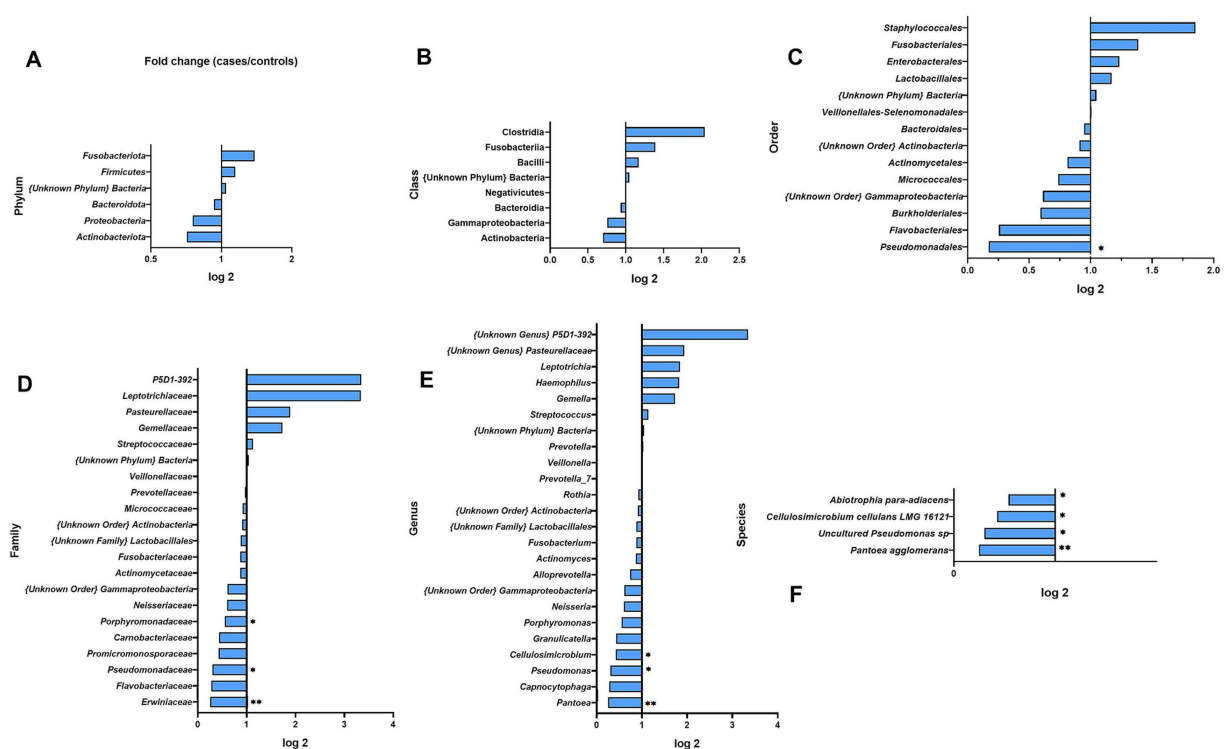 A
Fold change (cases/controls)
Phylum
Fusobacteriota
Firmicutes
{Unknown Phylum} Bacteria
Bacteroidota
Proteobacteria
Actinobacteriota
0.5
1
2
log 2
B
Class
Clostridia
Fusobacteriia
Bacilli
{Unknown Phylum} Bacteria
Negativicutes
Bacteroidia
Gammaproteobacteria
Actinobacteria
0.0
0.5
1.0
1.5
2.0
2.5
log 2
C
Order
Staphylococcales
Fusobacteriales
Enterobacterales
Lactobacillales
{Unknown Phylum} Bacteria
Veillonellales-Selenomonadales
Bacteroidales
{Unknown Order} Actinobacteria
Actinomycetales
Micrococcales
{Unknown Order} Gammaproteobacteria
Burkholderiales
Flavobacteriales
Pseudomonadales *
0.0
0.5
1.0
1.5
2.0
log 2
D
Family
P5D1-392
Leptotrichiaceae
Pasteurellaceae
Gemellaceae
Streptococcaceae
{Unknown Phylum} Bacteria
Veillonellaceae
Prevotellaceae
Micrococcaceae
{Unknown Order} Actinobacteria
{Unknown Family} Lactobacillales
Fusobacteriaceae
Actinomycetaceae
{Unknown Order} Gammaproteobacteria
Neisseriaceae
Porphyromonadaceae *
Carnobacteriaceae
Promicromonosporaceae
Pseudomonadaceae *
Flavobacteriaceae
Erwiniaceae **
0
1
2
3
4
log 2
E
Genus
{Unknown Genus} P5D1-392
{Unknown Genus} Pasteurellaceae
Leptotrichia
Haemophilus
Gemella
Streptococcus
{Unknown Phylum} Bacteria
Prevotella
Veillonella
Prevotella_7
Rothia
{Unknown Order} Actinobacteria
{Unknown Family} Lactobacillales
Fusobacterium
Actinomyces
Alloprevotella
{Unknown Order} Gammaproteobacteria
Neisseria
Porphyromonas
Granulicatella
Cellulosimicrobium *
Pseudomonas *
Capnocytophaga
Pantoea **
0
1
2
3
4
log 2
Species
Abiotrophia para-adiacens *
Cellulosimicrobium cellulans LMG 16121 *
Uncultured Pseudomonas sp *
Pantoea agglomerans **
0
log 2
F